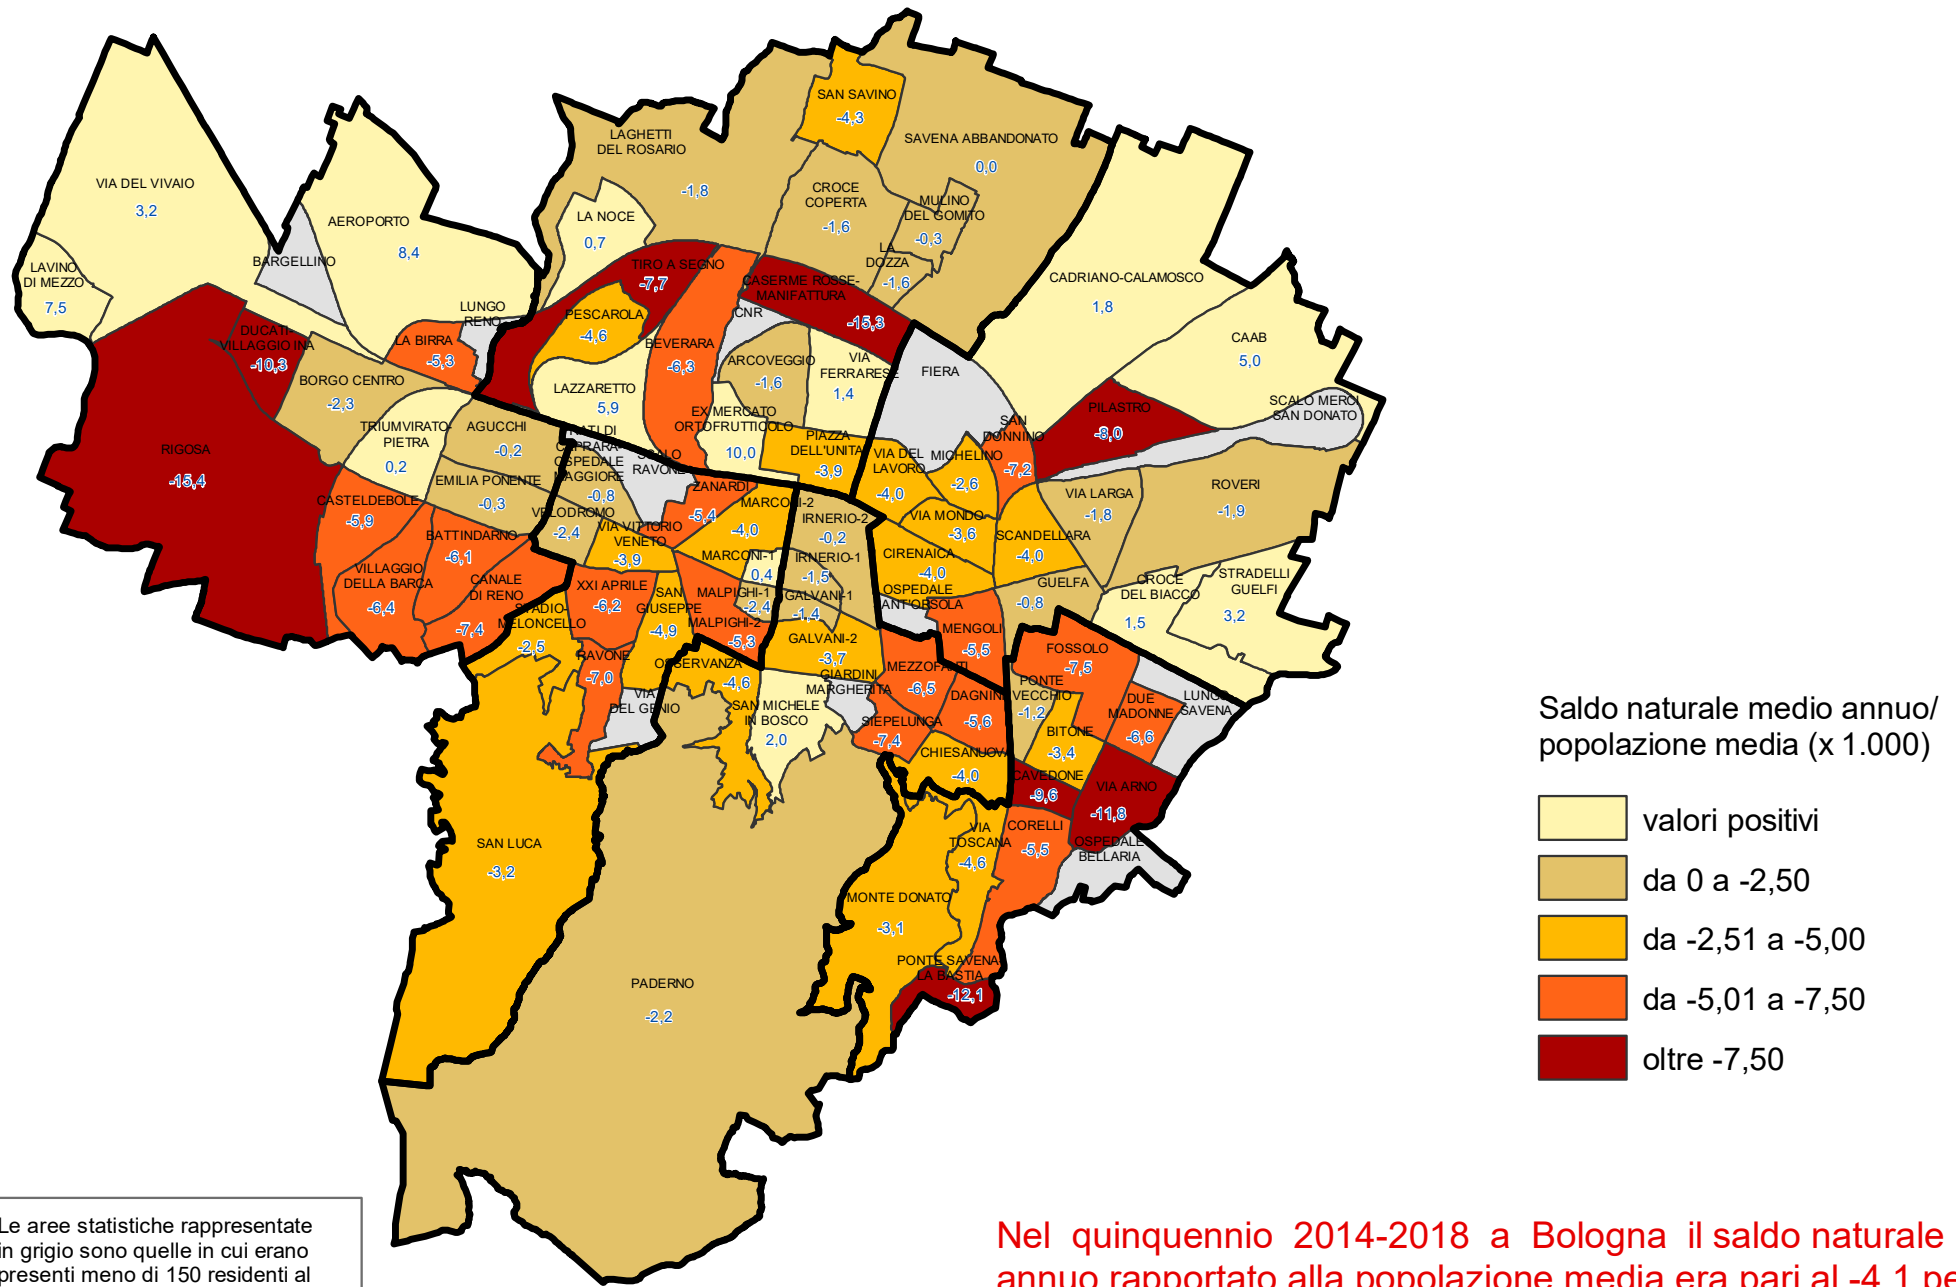 SAN SAVINO
-4,3
LAGHETTI
DEL ROSARIO
-1,8
SAVENA ABBANDONATO
0,0
VIA DEL VIVAIO
3,2
AEROPORTO
8,4
BARGELLINO
LAVINO
DI MEZZO
7,5
LA NOCE
0,7
CROCE
COPERTA
-1,6
MULINO
DEL GOMITO
-0,3
LA
DOZZA
-1,6
TIRO A SEGNO
-7,7
CASERME ROSSE-
MANIFATTURA
-15,3
CADRIANO-CALAMOSCO
1,8
CAAB
5,0
LUNGO
RENO
PESCAROLA
-4,6
CNR
DUCATI-
VILLAGGIO INA
-10,3
LA BIRRA
-5,3
BEVERARA
-6,3
ARCOVEGGIO
-1,6
VIA
FERRARESE
1,4
FIERA
BORGO CENTRO
-2,3
LAZZARETTO
5,9
EX MERCATO
ORTOFRUTTICOLO
10,0
PILASTRO
-8,0
SCALO MERCI
SAN DONATO
TRIUMVIRATO-
PIETRA
0,2
AGUCCHI
-0,2
PRATI DI
CAPRARA-
OSPEDALE
MAGGIORE
-0,8
SCALO
RAVONE
PIAZZA
DELL'UNITA'
-3,9
VIA DEL
LAVORO
-4,0
MICHELINO
-2,6
SAN
DONNINO
-7,2
RIGOSA
-15,4
EMILIA PONENTE
-0,3
ZANARDI
-5,4
MARCONI-2
-4,0
IRNERIO-2
-0,2
VIA LARGA
-1,8
ROVERI
-1,9
CASTELDEBOLE
-5,9
VELODROMO
-2,4
VIA VITTORIO
VENETO
-3,9
VIA MONDO
-3,6
SCANDELLARA
-4,0
BATTINDARNO
-6,1
MARCONI-1
0,4
IRNERIO-1
-1,5
CIRENAICA
-4,0
VILLAGGIO
DELLA BARCA
-6,4
CANALE
DI RENO
-7,4
XXI APRILE
-6,2
SAN
GIUSEPPE
-4,9
MALPIGHI-1
-2,4
GALVANI-1
-1,4
OSPEDALE
SANT'ORSOLA
GUELFA
-0,8
CROCE
DEL BIACCO
1,5
STRADELLI
GUELFI
3,2
STADIO-
MELONCELLO
-2,5
MALPIGHI-2
-5,3
GALVANI-2
-3,7
MENGOLI
-5,5
FOSSOLO
-7,5
RAVONE
-7,0
OSSERVANZA
-4,6
GIARDINI
MARGHERITA
MEZZOFANTI
-6,5
DAGNINI
-5,6
PONTE
VECCHIO
-1,2
DUE
MADONNE
-6,6
LUNGO
SAVENA
VIA
DEL GENIO
SAN MICHELE
IN BOSCO
2,0
SIEPELUNGA
-7,4
CHIESANUOVA
-4,0
BITONE
-3,4
CAVEDONE
-9,6
VIA ARNO
-11,8
SAN LUCA
-3,2
VIA
TOSCANA
-4,6
CORELLI
-5,5
OSPEDALE
BELLARIA
MONTE DONATO
-3,1
PONTE SAVENA-
LA BASTIA
-12,1
PADERNO
-2,2
Saldo naturale medio annuo/
popolazione media (x 1.000)
valori positivi
da 0 a -2,50
da -2,51 a -5,00
da -5,01 a -7,50
oltre -7,50
Le aree statistiche rappresentate
in grigio sono quelle in cui erano
presenti meno di 150 residenti al
Nel quinquennio 2014-2018 a Bologna il saldo naturale
annuo rapportato alla popolazione media era pari al -4,1 pe